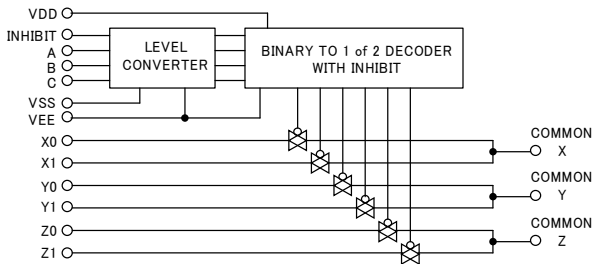 VDD
INHIBIT
A
B
C
VSS
VEE
LEVEL
CONVERTER
BINARY TO 1 of 2 DECODER
WITH INHIBIT
X0
X1
Y0
Y1
Z0
Z1
COMMON
X
COMMON
Y
COMMON
Z